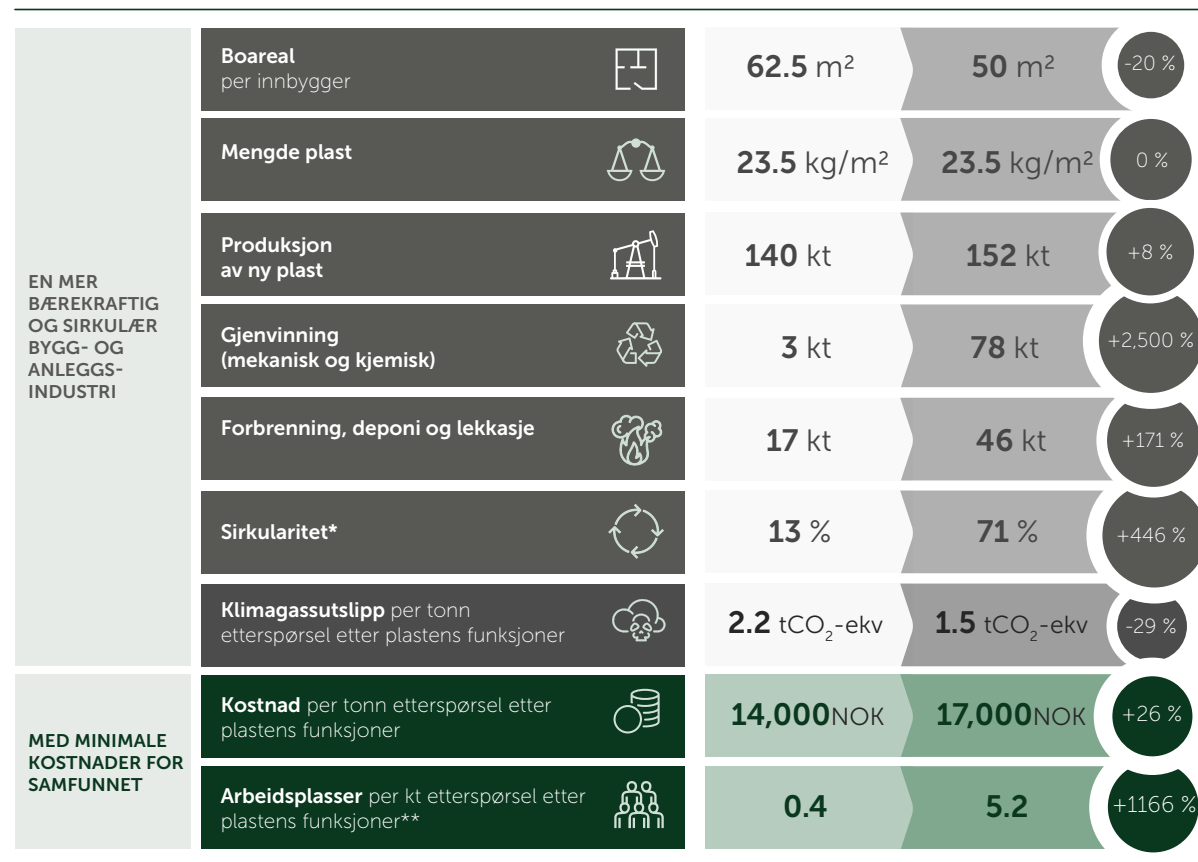 EN MER
BÆREKRAFTIG
OG SIRKULÆR
BYGG- OG
ANLEGGS-
INDUSTRI
Boareal
per innbygger
62.5 m²
50 m²
-20 %
Mengde plast
23.5 kg/m²
23.5 kg/m²
0 %
Produksjon
av ny plast
140 kt
152 kt
+8 %
Gjenvinning
(mekanisk og kjemisk)
3 kt
78 kt
+2,500 %
Forbrenning, deponi og lekkasje
17 kt
46 kt
+171 %
Sirkularitet*
13 %
71 %
+446 %
Klimagassutslipp per tonn
etterspørsel etter plastens funksjoner
2.2 tCO₂-ekv
1.5 tCO₂-ekv
-29 %
MED MINIMALE
KOSTNADER FOR
SAMFUNNET
Kostnad per tonn etterspørsel etter
plastens funksjoner
14,000NOK
17,000NOK
+26 %
Arbeidsplasser per kt etterspørsel etter
plastens funksjoner**
0.4
5.2
+1166 %